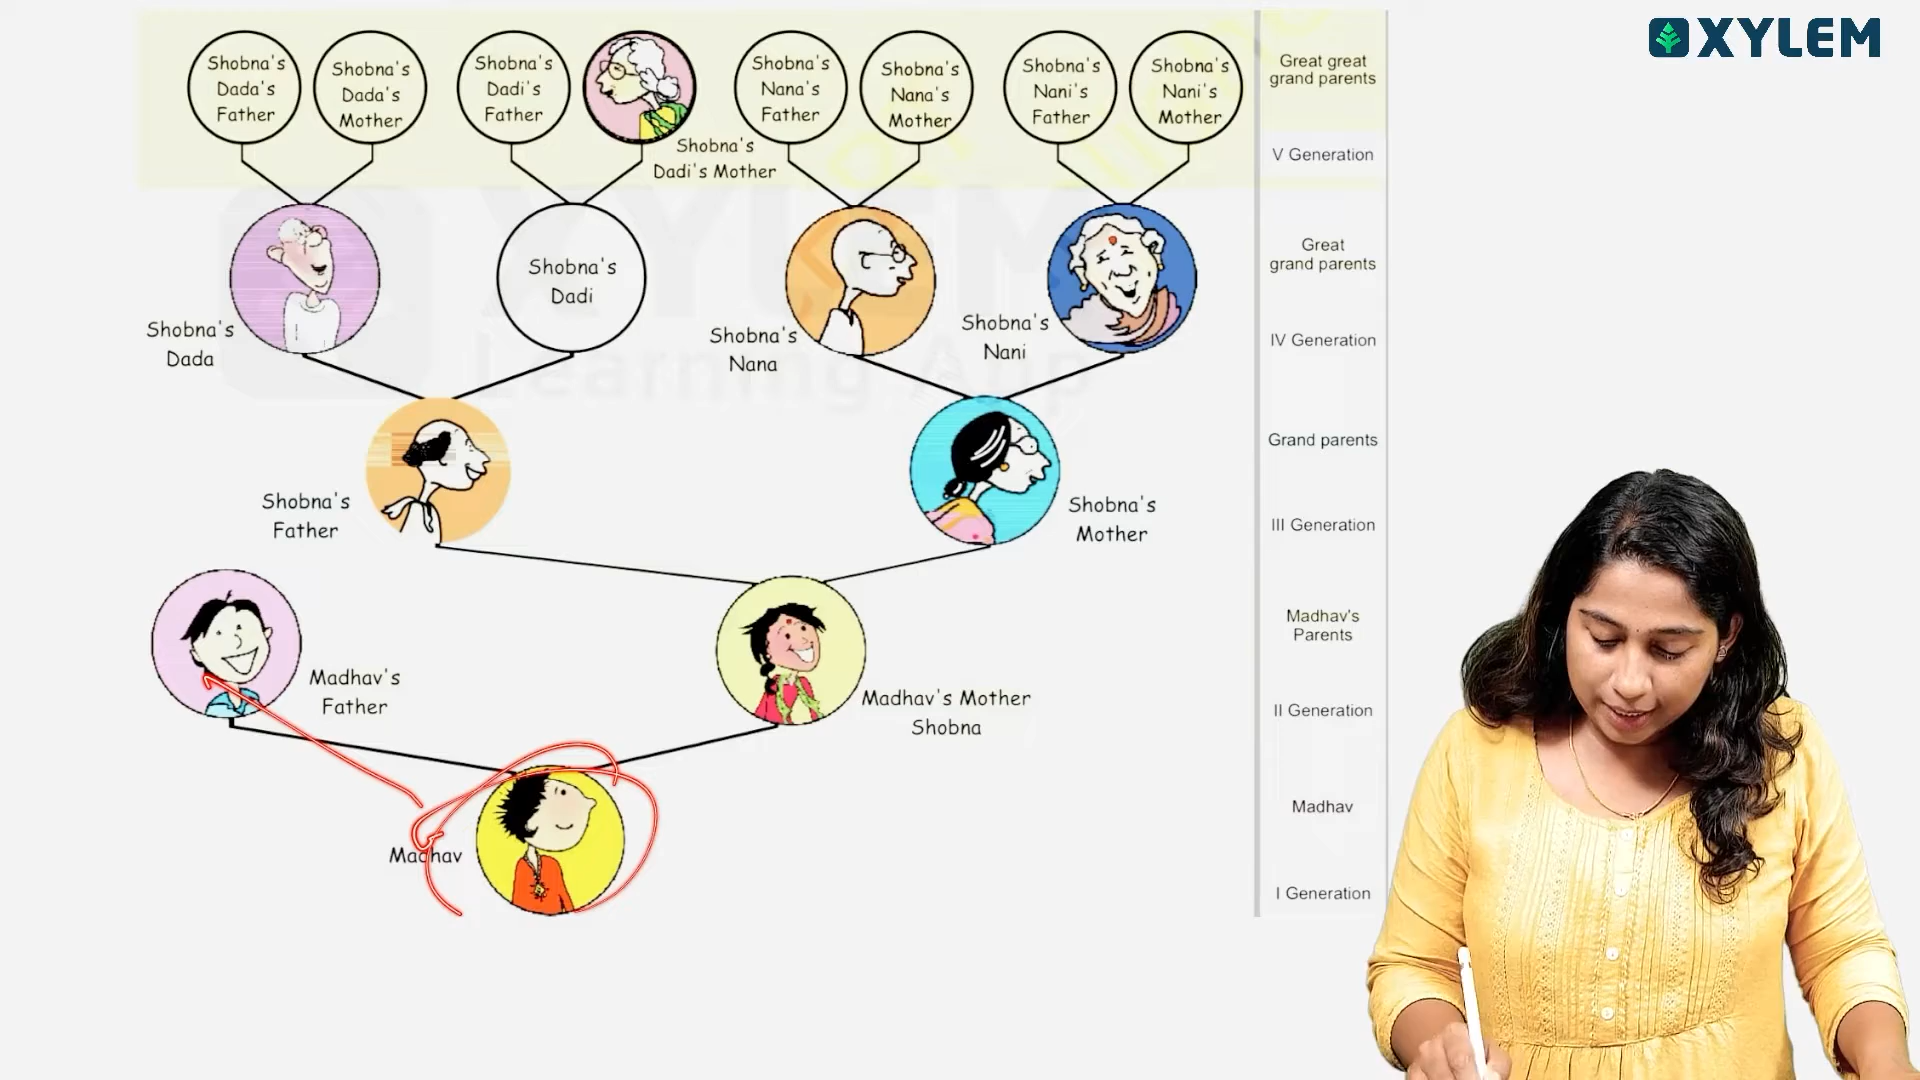 XYLEM
Shobna's
Dada's
Father
Shobna's
Dada's
Mother
Shobna's
Dadi's
Father
Shobna's
Dadi's Mother
Shobna's
Nana's
Father
Shobna's
Nana's
Mother
Shobna's
Nani's
Father
Shobna's
Nani's
Mother
Great great
grand parents
V Generation
Shobna's
Dada
Shobna's
Dadi
Shobna's
Nana
Shobna's
Nani
Great
grand parents
IV Generation
XYLEM
Learning App
Shobna's
Father
Shobna's
Mother
Grand parents
III Generation
Madhav's
Father
Madhav's Mother
Shobna
Madhav's
Parents
II Generation
Madhav
Madhav
I Generation